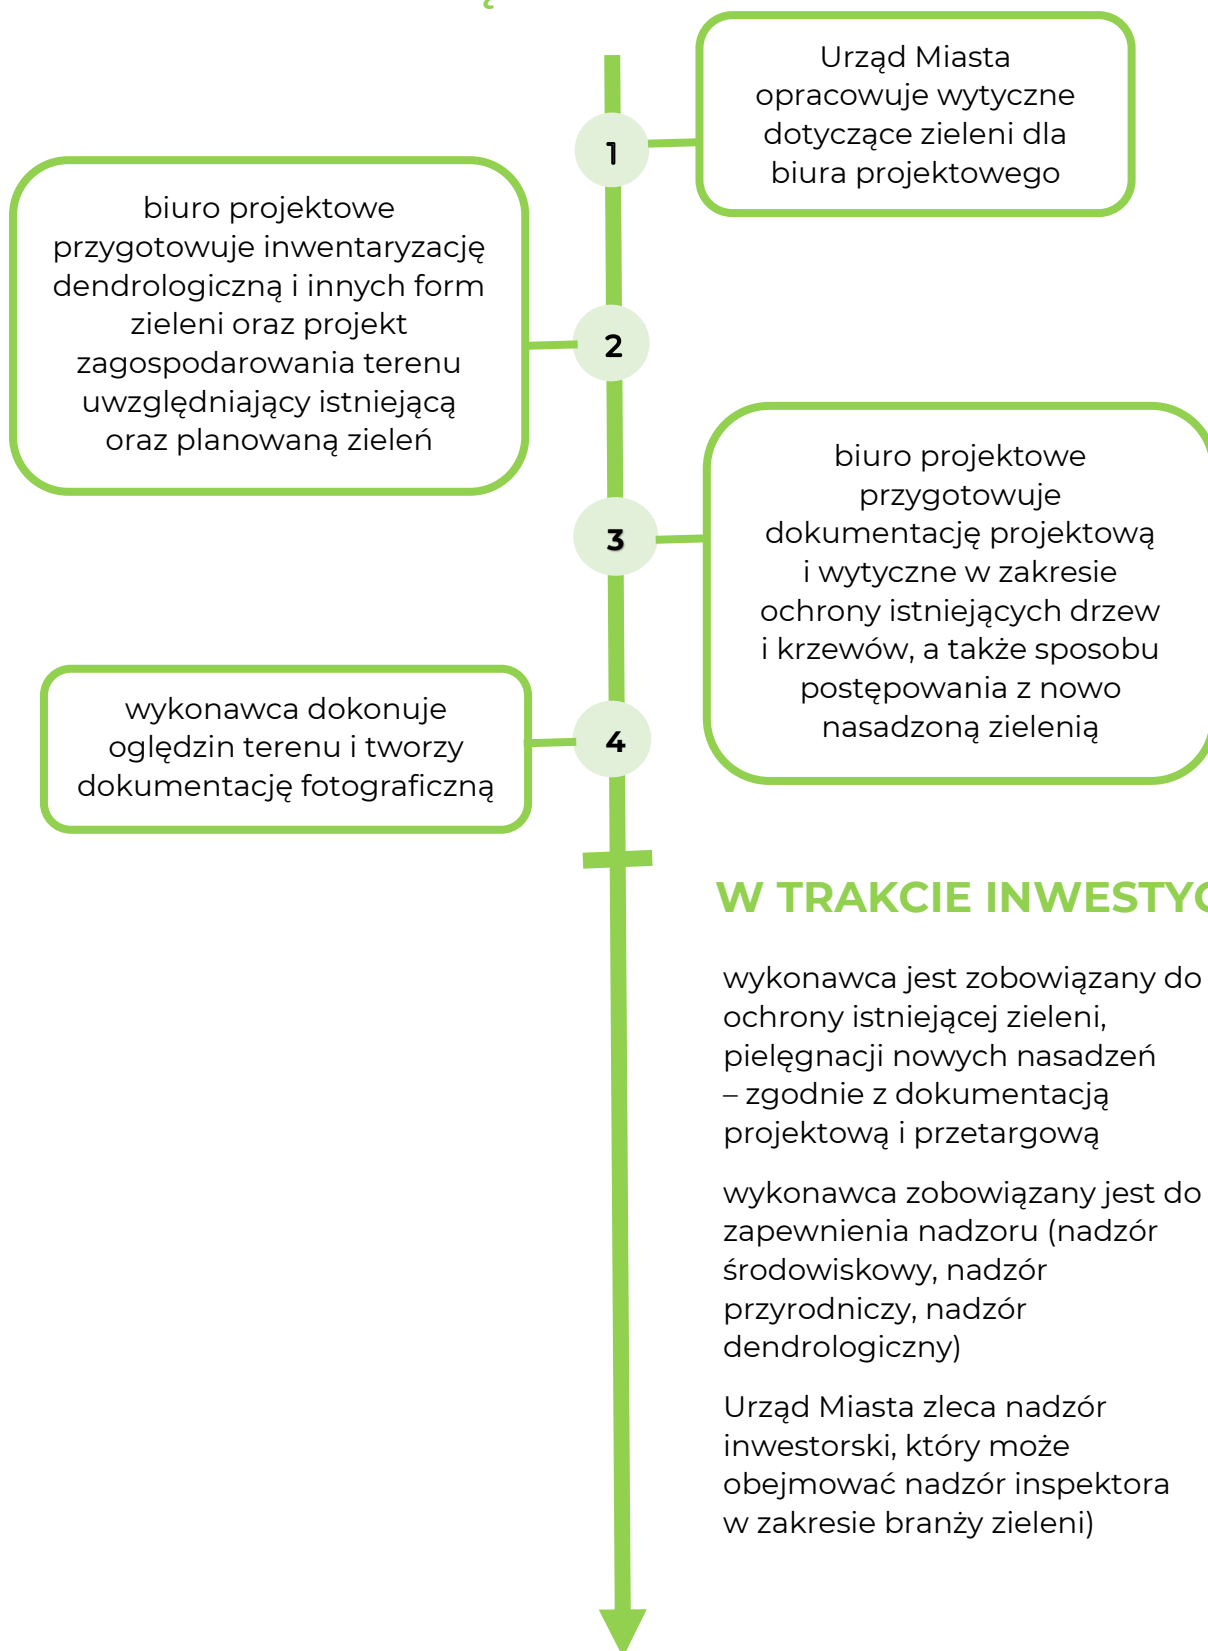 1
Urząd Miasta
opracowuje wytyczne
dotyczące zieleni dla
biura projektowego
biuro projektowe
przygotowuje inwentaryzację
dendrologiczną i innych form
zieleni oraz projekt
zagospodarowania terenu
uwzględniający istniejącą
oraz planowaną zieleń
2
3
biuro projektowe
przygotowuje
dokumentację projektową
i wytyczne w zakresie
ochrony istniejących drzew
i krzewów, a także sposobu
postępowania z nowo
nasadzoną zielenią
wykonawca dokonuje
oględzin terenu i tworzy
dokumentację fotograficzną
4
W TRAKCIE
wykonawca jest zobowiązany do
ochrony istniejącej zieleni,
pielęgnacji nowych nasadzeń
– zgodnie z dokumentacją
projektową i przetargową
wykonawca zobowiązany jest do
zapewnienia nadzoru (nadzór
środowiskowy, nadzór
przyrodniczy, nadzór
dendrologiczny)
Urząd Miasta zleca nadzór
inwestorski, który może
obejmować nadzór inspektora
w zakresie branży zieleni)